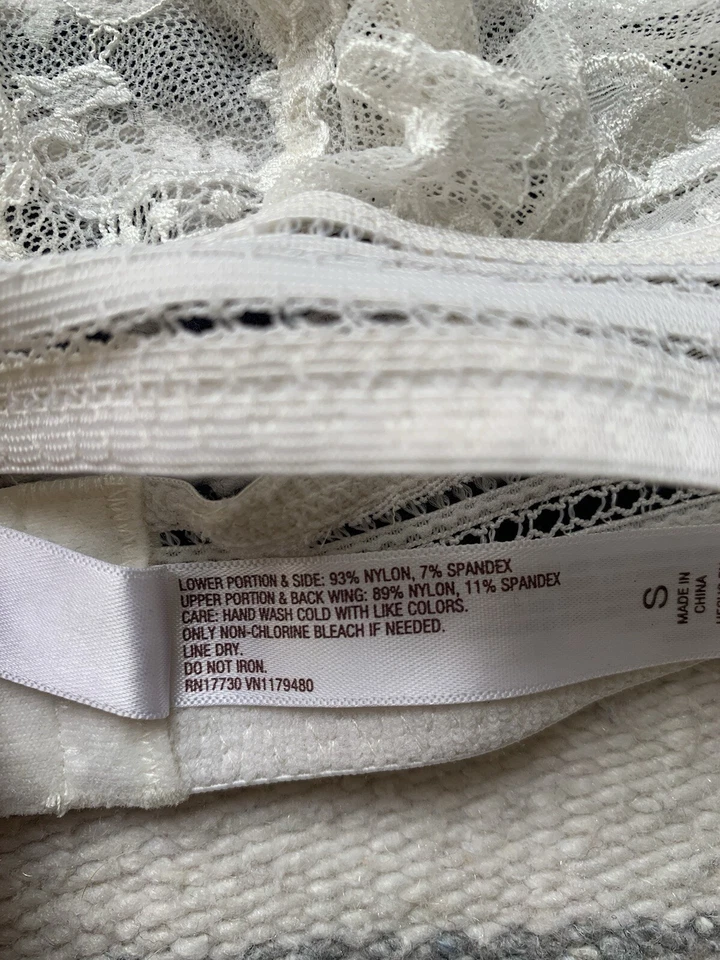 LOWER PORTION & SIDE: 93% NYLON, 7% SPANDEX
UPPER PORTION & BACK WING: 89% NYLON, 11% SPANDEX
CARE: HAND WASH COLD WITH LIKE COLORS.
ONLY NON-CHLORINE BLEACH IF NEEDED.
LINE DRY.
DO NOT IRON.
RN17730 VN1179480
S
MADE IN
CHINA